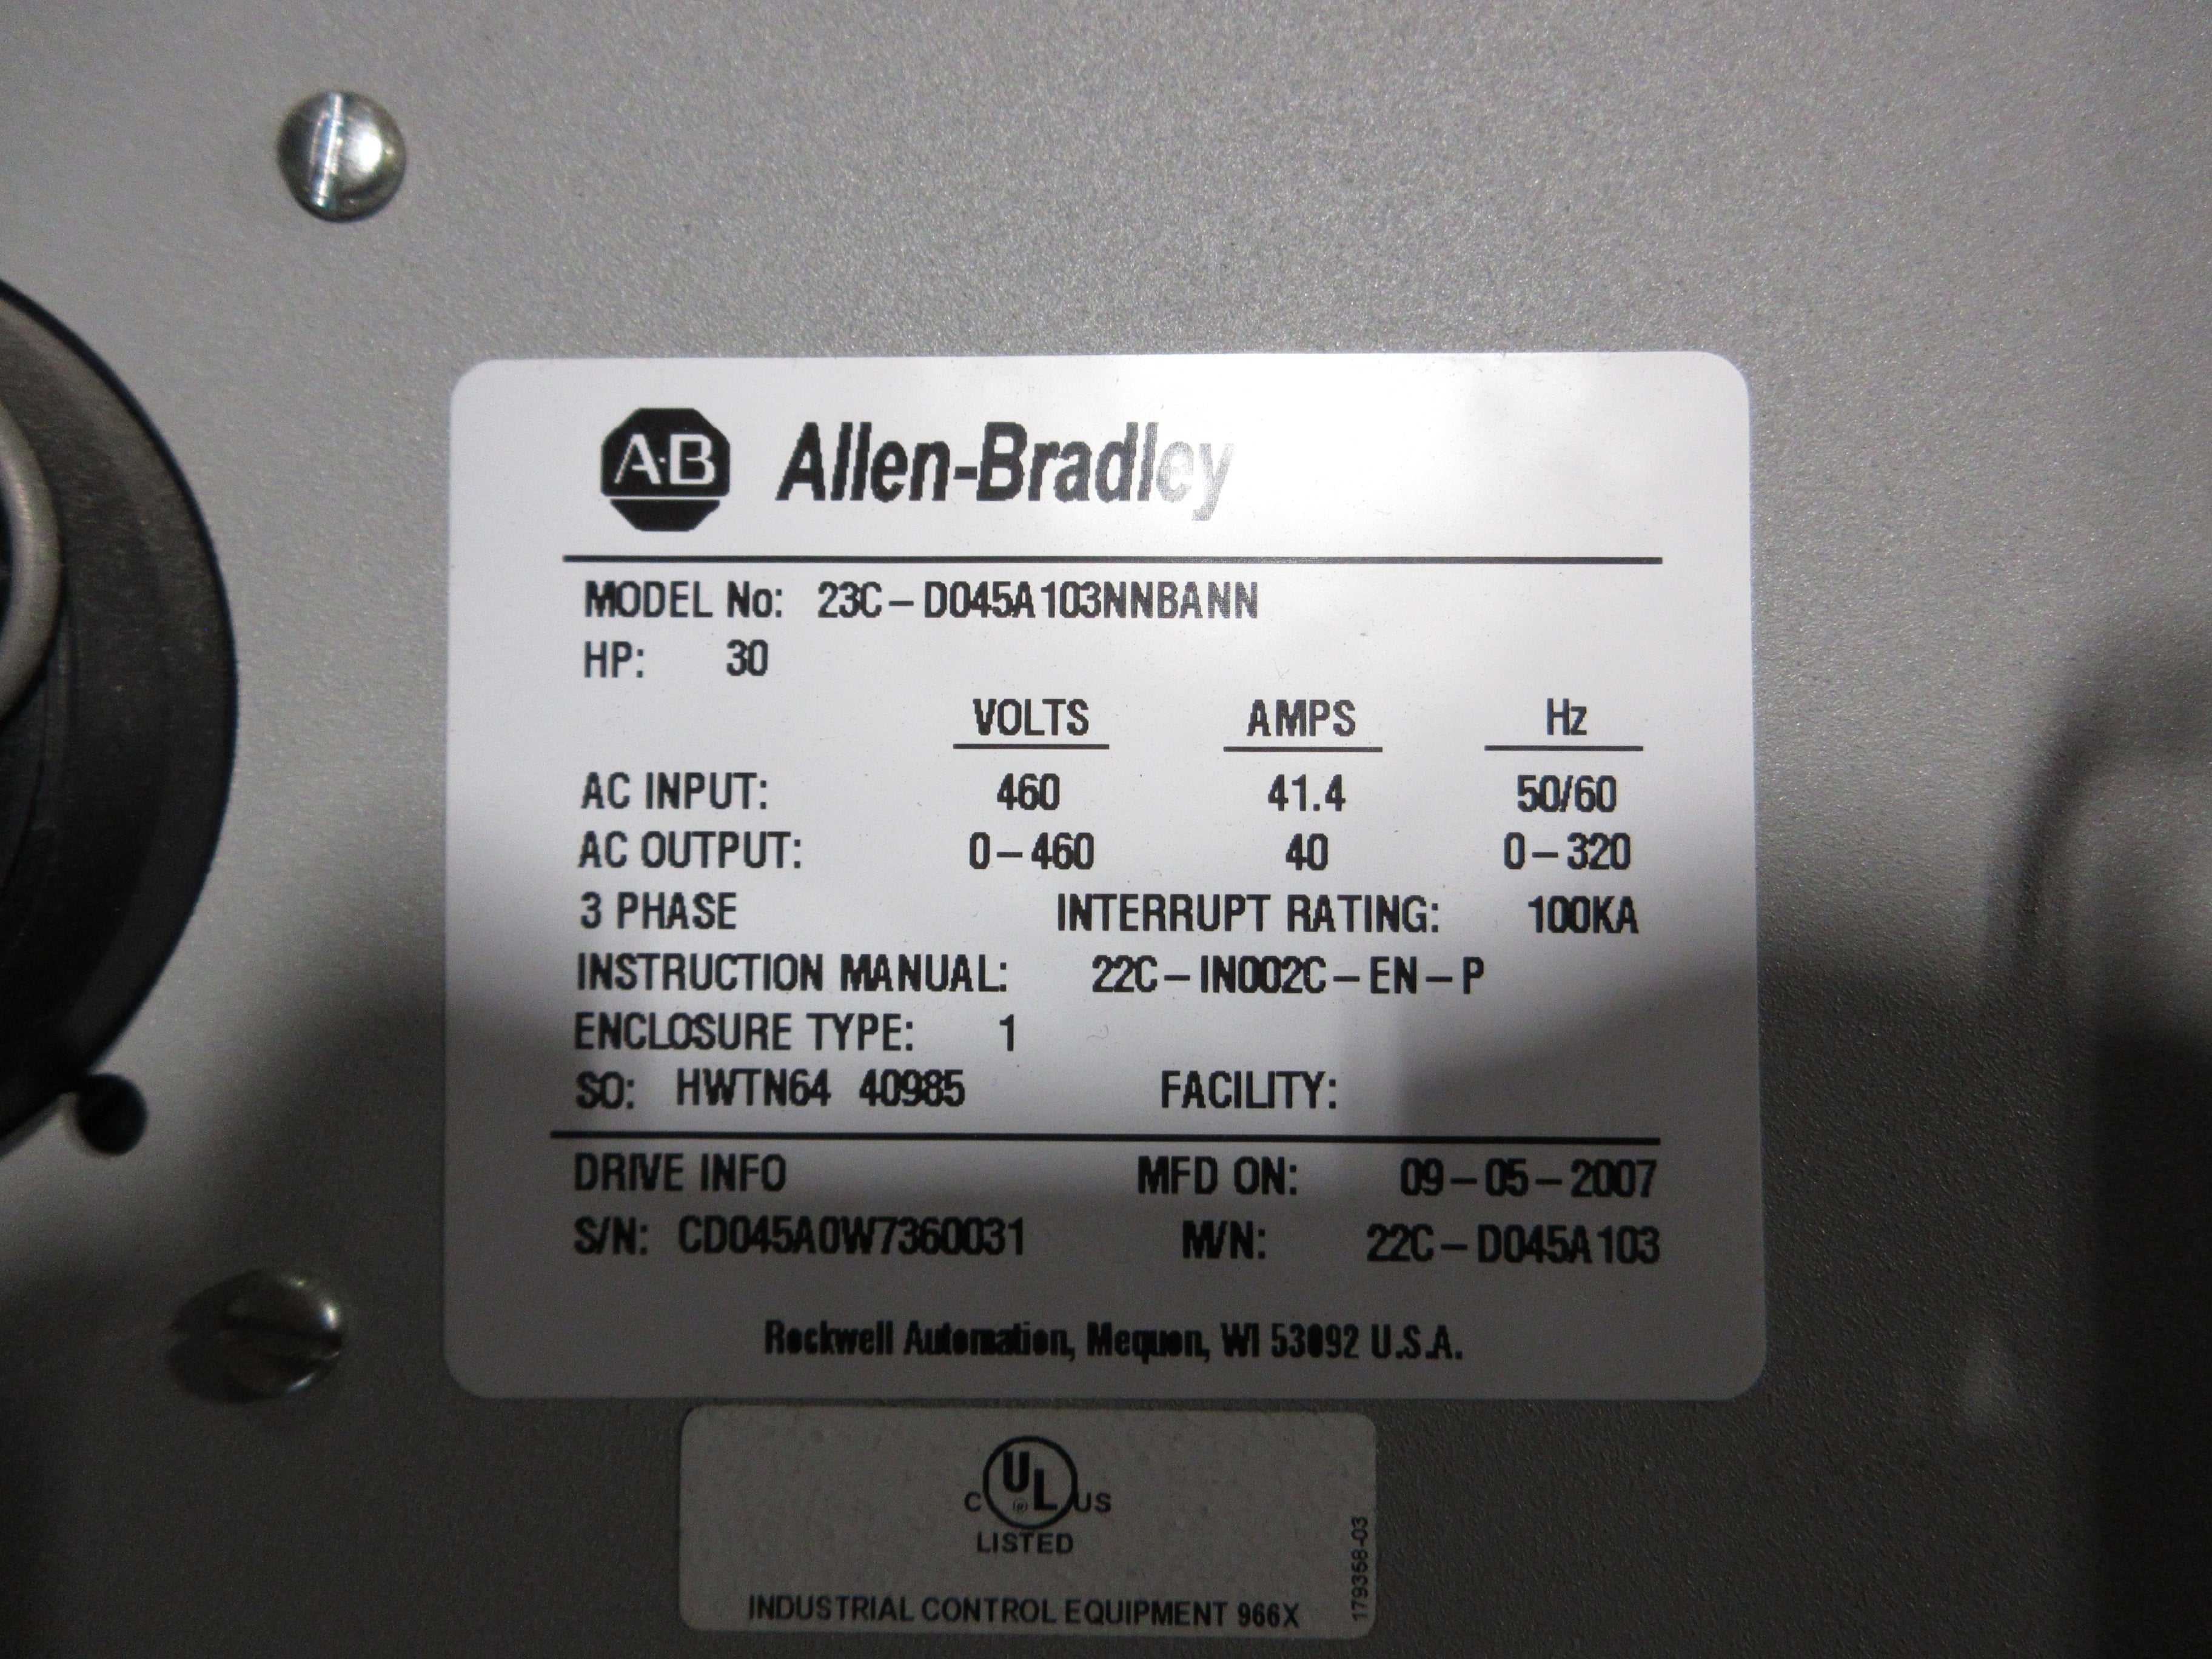 A·B Allen-Bradley
MODEL No: 23C-D045A103NNBANN
HP: 30
VOLTS AMPS Hz
AC INPUT: 460 41.4 50/60
AC OUTPUT: 0-460 40 0-320
3 PHASE INTERRUPT RATING: 100KA
INSTRUCTION MANUAL: 22C-IN002C-EN-P
ENCLOSURE TYPE: 1
SO: HWTN64 40985 FACILITY:
DRIVE INFO MFD ON: 09-05-2007
S/N: CD045A0W7360031 M/N: 22C-D045A103
Rockwell Automation, Mequon, WI 53092 U.S.A.
C UL® US
LISTED
INDUSTRIAL CONTROL EQUIPMENT 966X
179358-03